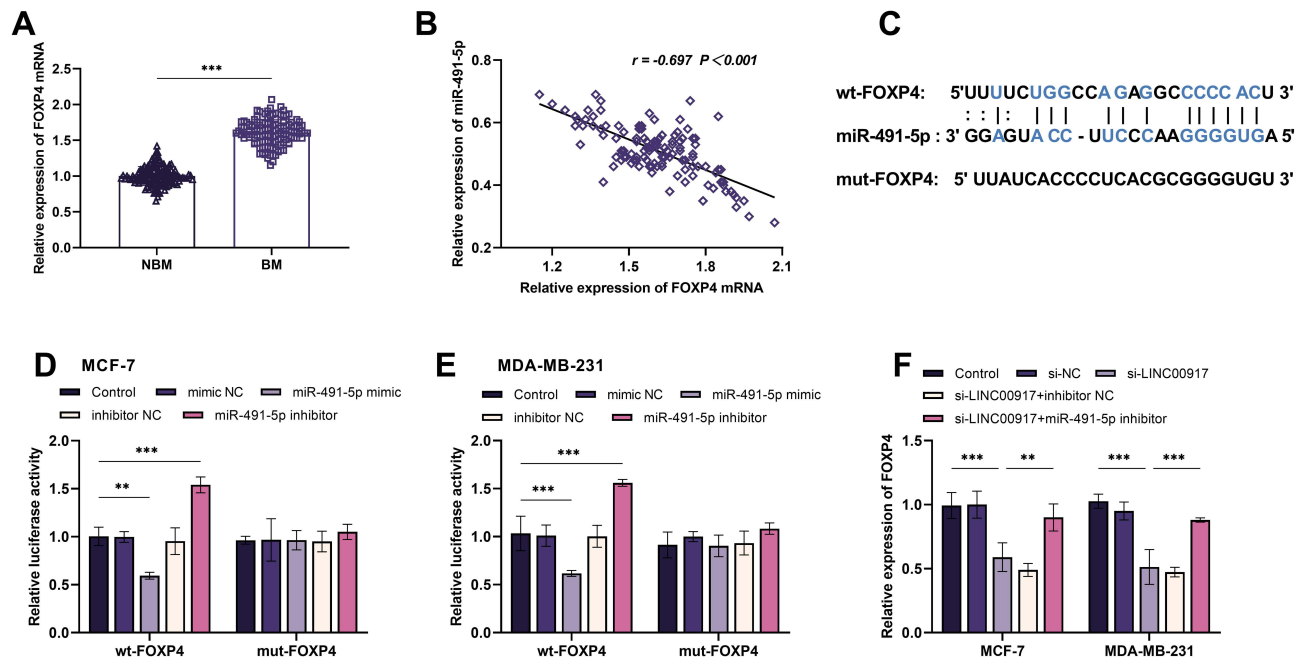 A
Relative expression of FOXP4 mRNA
2.5
2.0
1.5
1.0
0.5
0.0
***
NBM
BM
B
Relative expression of miR-491-5p
0.8
0.6
0.4
0.2
r = -0.697 P＜0.001
1.2
1.5
1.8
2.1
Relative expression of FOXP4 mRNA
C
wt-FOXP4: 5'UUUUCUGGCCAGAGGCCCCCACU 3'
: : | : | | | | | | | | | | | |
miR-491-5p : 3' GGAGUACC-UUCCCAAGGGGUGA 5'
mut-FOXP4: 5' UUAUCACCCCUCACGCGGGGUGU 3'
D
MCF-7
Control
mimic NC
miR-491-5p mimic
inhibitor NC
miR-491-5p inhibitor
Relative luciferase activity
2.0
1.5
1.0
0.5
0.0
***
**
wt-FOXP4
mut-FOXP4
E
MDA-MB-231
Control
mimic NC
miR-491-5p mimic
inhibitor NC
miR-491-5p inhibitor
Relative luciferase activity
2.0
1.5
1.0
0.5
0.0
***
***
wt-FOXP4
mut-FOXP4
F
Control
si-NC
si-LINC00917
si-LINC00917+inhibitor NC
si-LINC00917+miR-491-5p inhibitor
Relative expression of FOXP4
1.5
1.0
0.5
0.0
***
**
***
***
MCF-7
MDA-MB-231